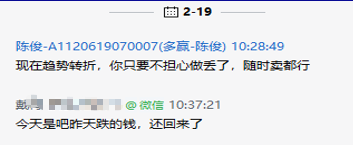 2-19
陈俊-A1120619070007(多赢-陈俊) 10:28:49
现在趋势转折，你只要不担心做丢了，随时卖都行
@微信 10:37:21
今天是吧昨天跌的钱，还回来了